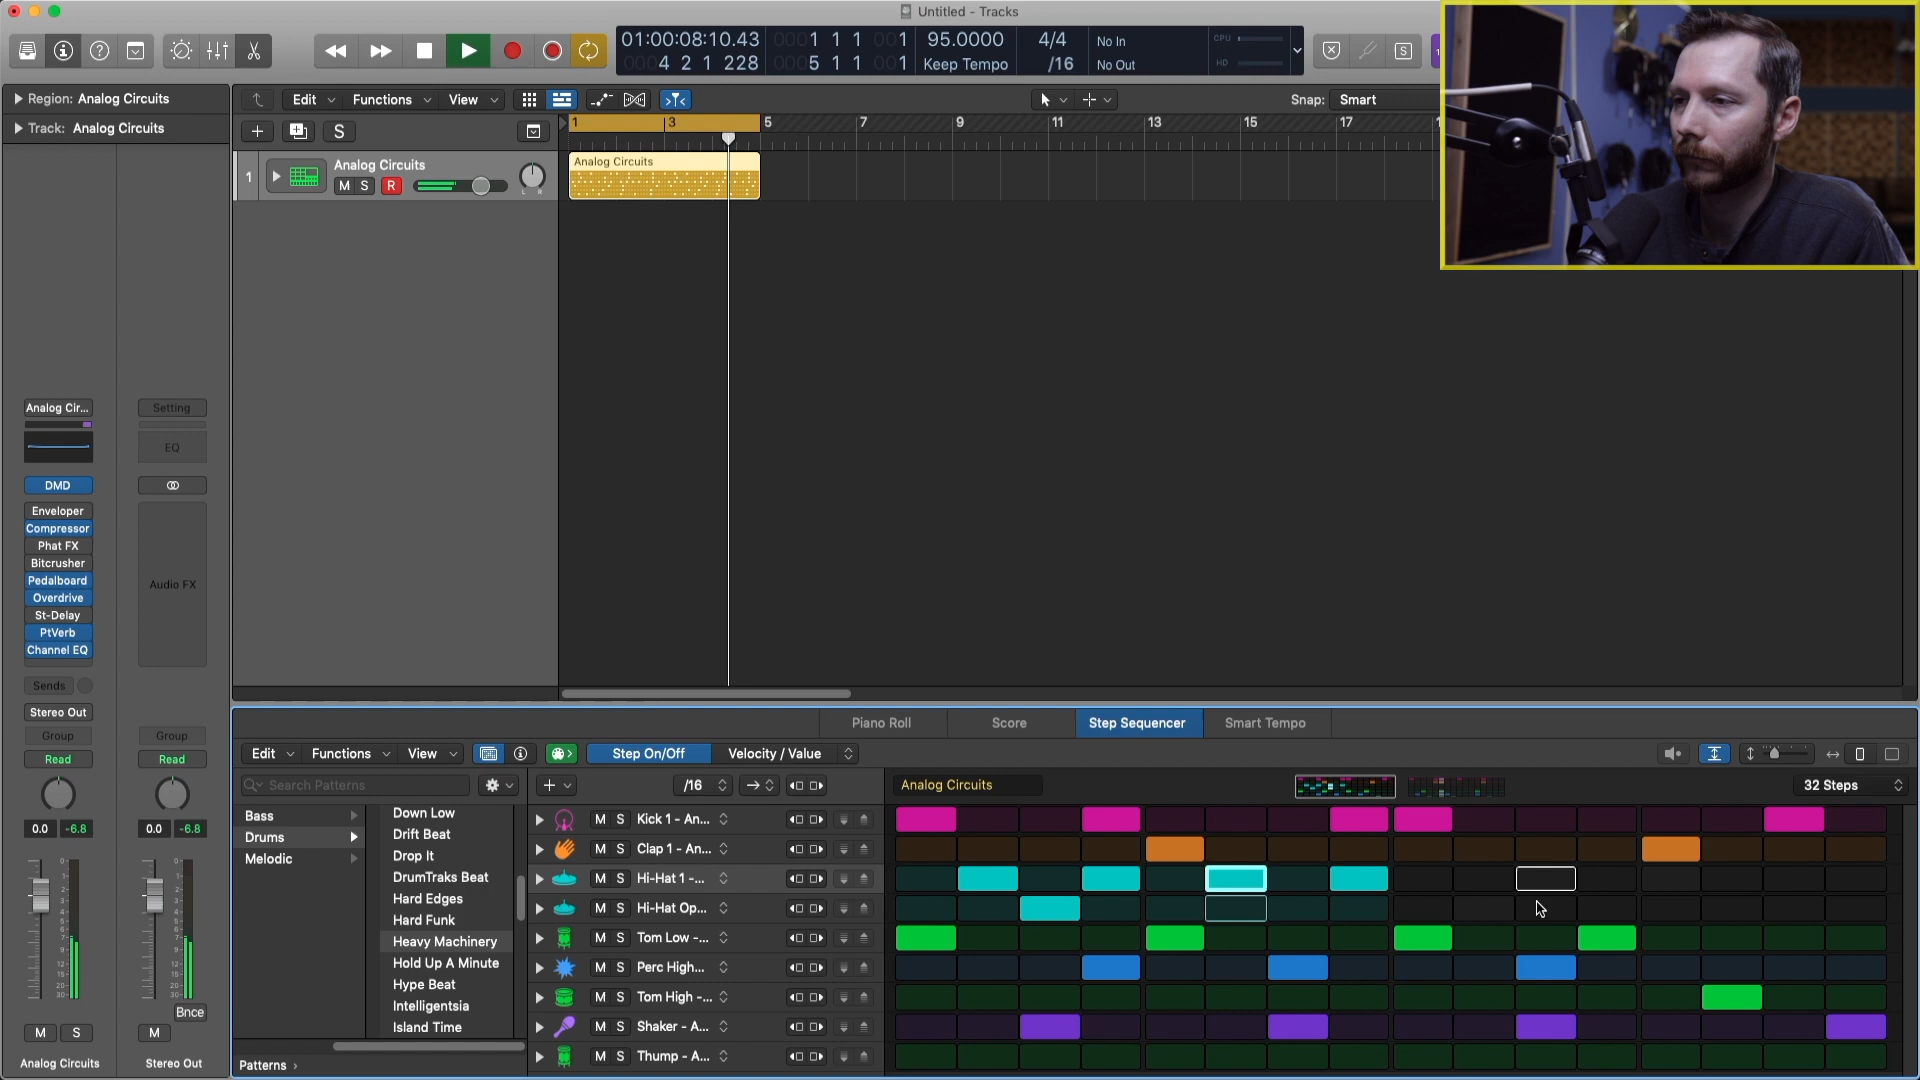 Untitled - Tracks
01:00:08:10.43
0001 1 1 001
95.0000
4/4
No In
CPU
0004 2 1 228
0005 1 1 001
Keep Tempo
/16
No Out
HD
Region: Analog Circuits
Edit
Functions
View
Snap: Smart
Track: Analog Circuits
S
1
3
5
7
9
11
13
15
17
1
Analog Circuits
M S R
L R
Analog Circuits
Analog Cir...
Setting
EQ
DMD
Enveloper
Compressor
Phat FX
Bitcrusher
Pedalboard
Overdrive
St-Delay
PtVerb
Channel EQ
Audio FX
Sends
Stereo Out
Group
Group
Read
Read
0.0 -6.8
0.0 -6.8
Bnce
M S
M
Analog Circuits
Stereo Out
Piano Roll
Score
Step Sequencer
Smart Tempo
Edit
Functions
View
Step On/Off
Velocity / Value
Search Patterns
/16
Analog Circuits
32 Steps
Bass
Drums
Melodic
Down Low
Drift Beat
Drop It
DrumTraks Beat
Hard Edges
Hard Funk
Heavy Machinery
Hold Up A Minute
Hype Beat
Intelligentsia
Island Time
Patterns
M S Kick 1 - An...
M S Clap 1 - An...
M S Hi-Hat 1 -...
M S Hi-Hat Op...
M S Tom Low -...
M S Perc High...
M S Tom High -...
M S Shaker - A...
M S Thump - A...